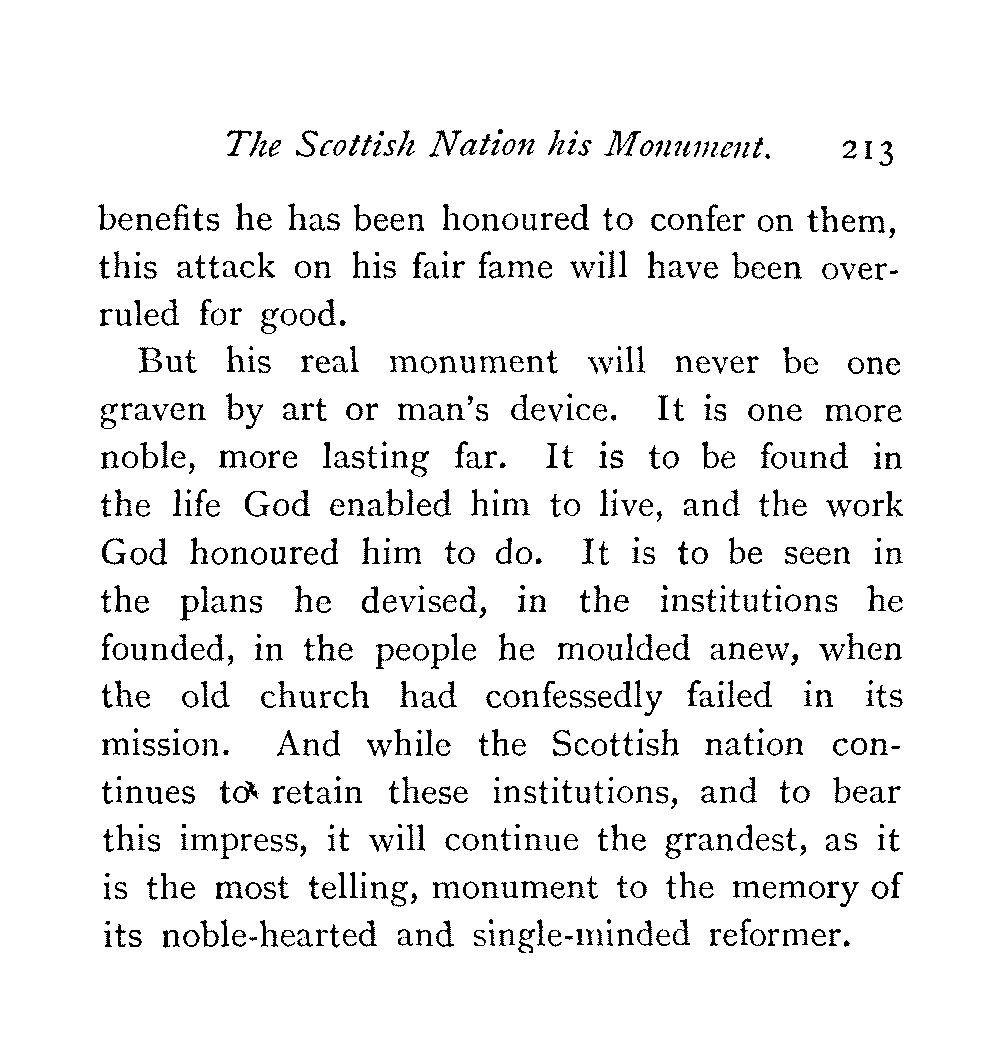 The Scottish Nation his Monument. 213
benefits he has been honoured to confer on them,
this attack on his fair fame will have been over-
ruled for good.
But his real monument will never be one
graven by art or man's device. It is one more
noble, more lasting far. It is to be found in
the life God enabled him to live, and the work
God honoured him to do. It is to be seen in
the plans he devised, in the institutions he
founded, in the people he moulded anew, when
the old church had confessedly failed in its
mission. And while the Scottish nation con-
tinues to retain these institutions, and to bear
this impress, it will continue the grandest, as it
is the most telling, monument to the memory of
its noble-hearted and single-minded reformer.